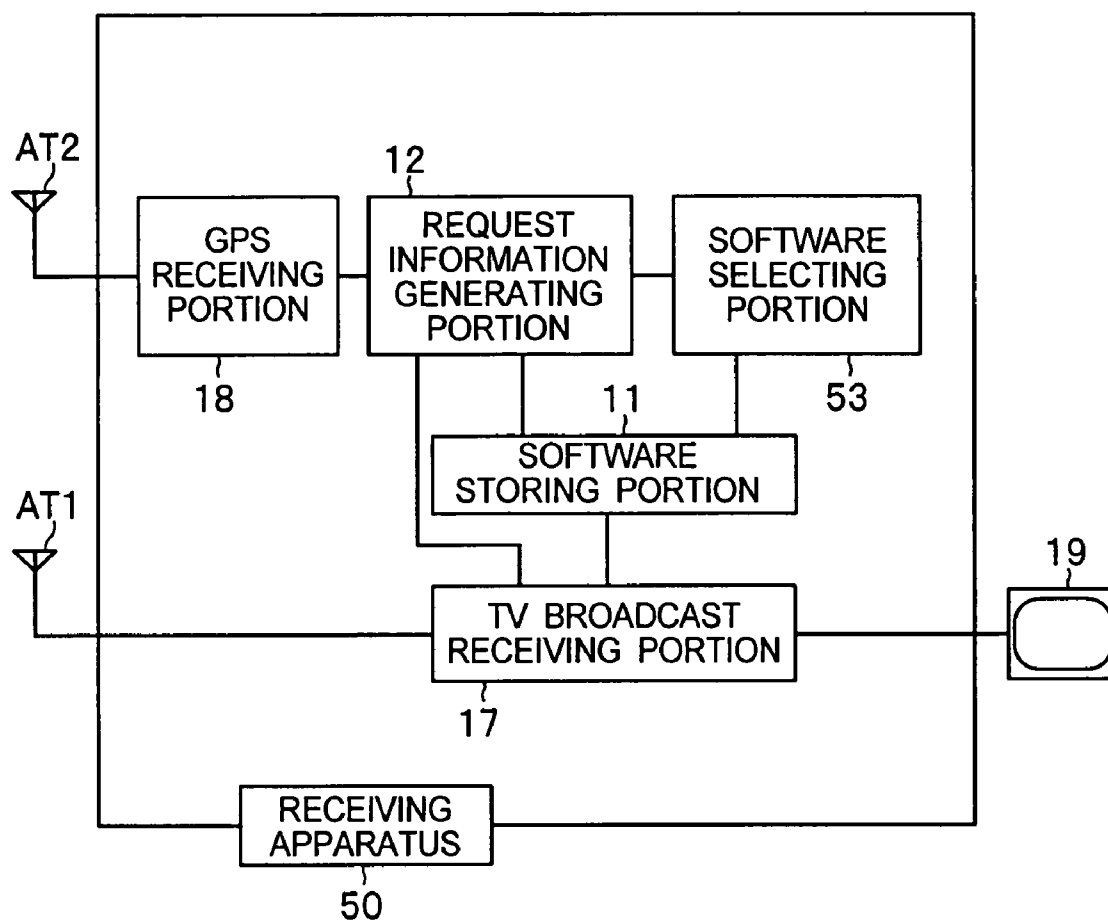 AT2
12
GPS
RECEIVING
PORTION
REQUEST
INFORMATION
GENERATING
PORTION
SOFTWARE
SELECTING
PORTION
18
53
11
SOFTWARE
STORING PORTION
AT1
19
TV BROADCAST
RECEIVING PORTION
17
RECEIVING
APPARATUS
50